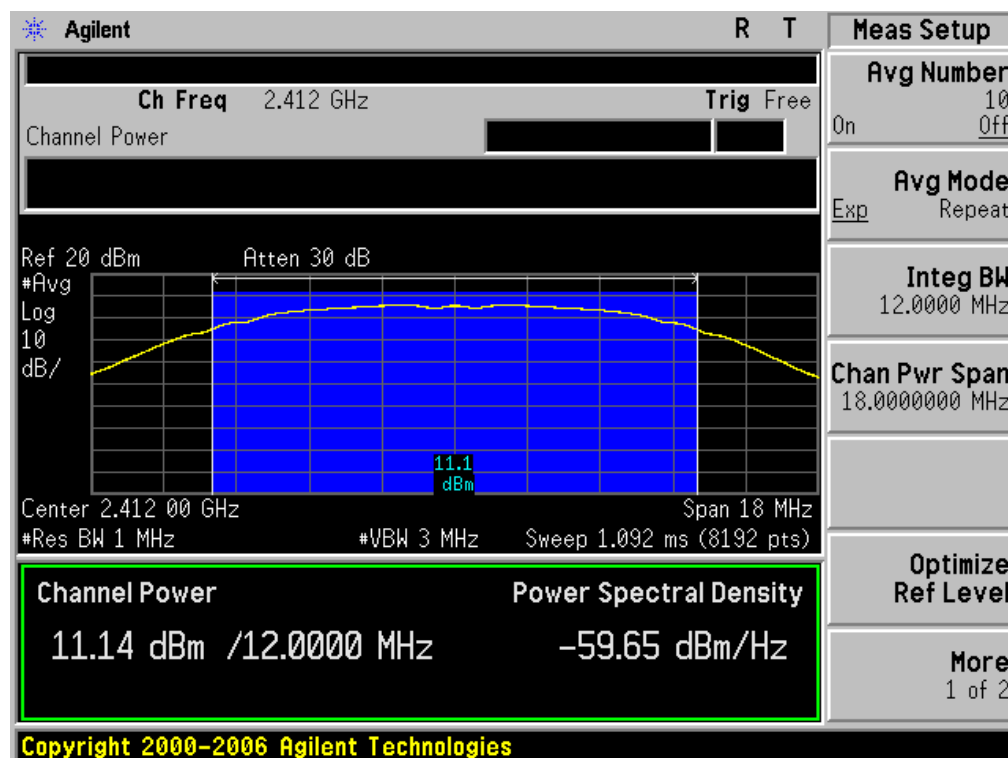 Agilent R T
Ch Freq 2.412 GHz Trig Free
Channel Power
Ref 20 dBm Atten 30 dB
#Avg
Log
10
dB/
11.1
dBm
Center 2.412 00 GHz Span 18 MHz
#Res BW 1 MHz #VBW 3 MHz Sweep 1.092 ms (8192 pts)
Channel Power Power Spectral Density
11.14 dBm /12.0000 MHz -59.65 dBm/Hz
Copyright 2000-2006 Agilent Technologies
Meas Setup
Avg Number
10
On Off
Avg Mode
Exp Repeat
Integ BW
12.0000 MHz
Chan Pwr Span
18.0000000 MHz
Optimize
Ref Level
More
1 of 2